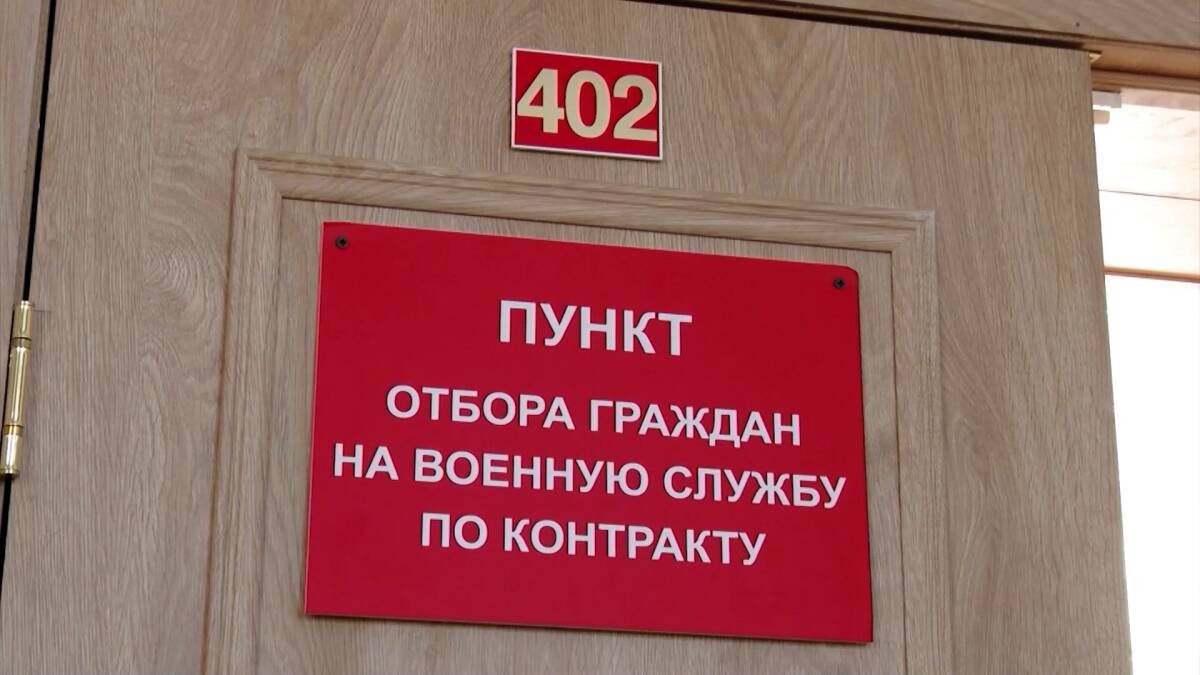 402
ПУНКТ
ОТБОРА ГРАЖДАН
НА ВОЕННУЮ СЛУЖБУ
ПО КОНТРАКТУ